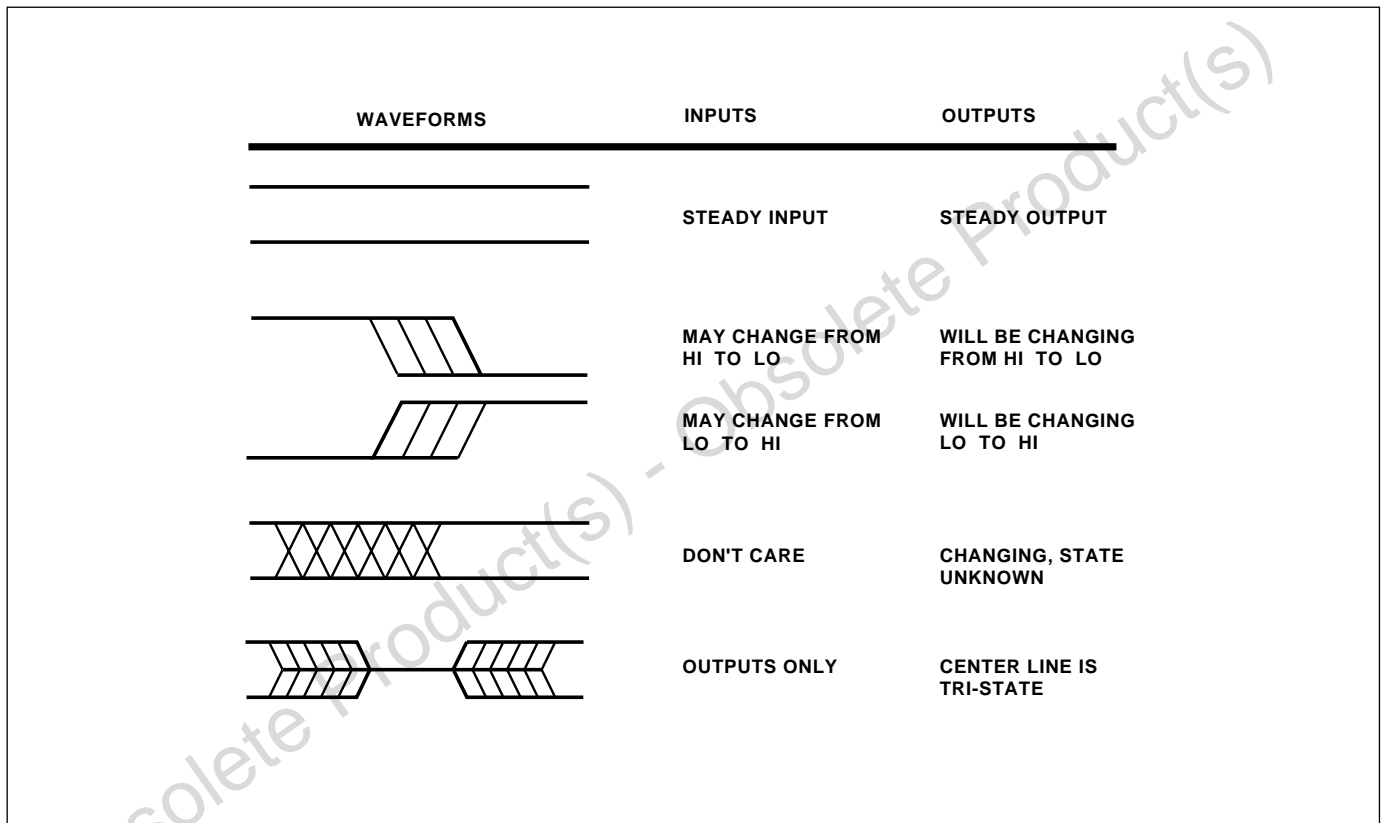 WAVEFORMS INPUTS OUTPUTS
STEADY INPUT STEADY OUTPUT
MAY CHANGE FROM WILL BE CHANGING
HI TO LO FROM HI TO LO
MAY CHANGE FROM WILL BE CHANGING
LO TO HI LO TO HI
DON'T CARE CHANGING, STATE
UNKNOWN
OUTPUTS ONLY CENTER LINE IS
TRI-STATE
solete Product(s) - Obsolete Product(s)